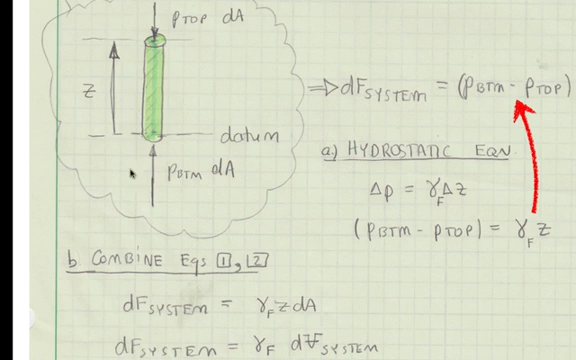 pTOP dA
z
datum
pBTM dA
⇒ dFSYSTEM = (pBTM - pTOP)
a) HYDROSTATIC EQN.
Δp = γF Δz
(pBTM - pTOP) = γF z
b. COMBINE Eqs 1, 2
dFSYSTEM = γF z dA
dFSYSTEM = γF dVSYSTEM